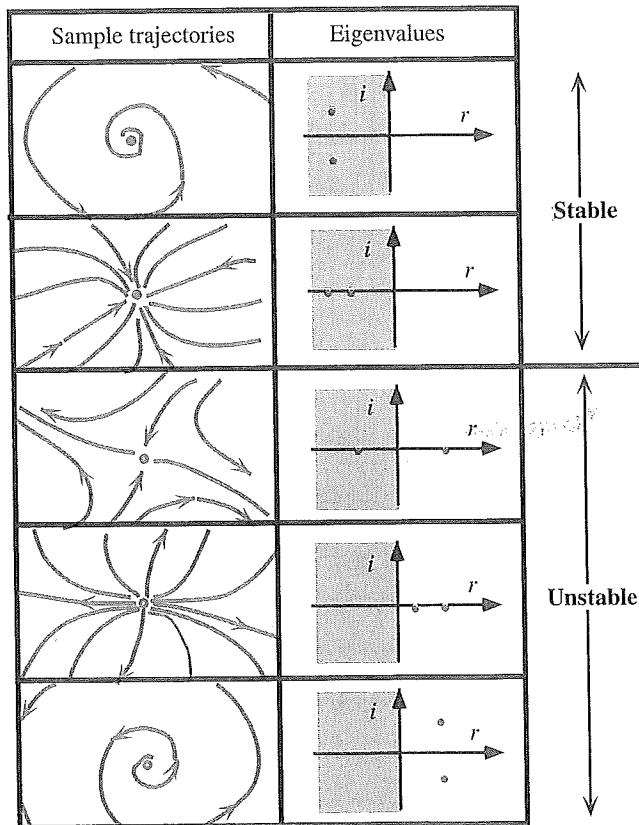 Sample trajectories Eigenvalues
i r
Stable
i r
i r
i r
Unstable
i r